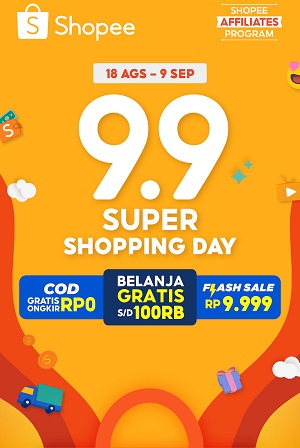 Shopee
SHOPEE
AFFILIATES
PROGRAM
18 AGS – 9 SEP
9.9
SUPER
SHOPPING DAY
COD
GRATIS
ONGKIR RP0
BELANJA
GRATIS
S/D 100RB
FLASH SALE
RP 9.999